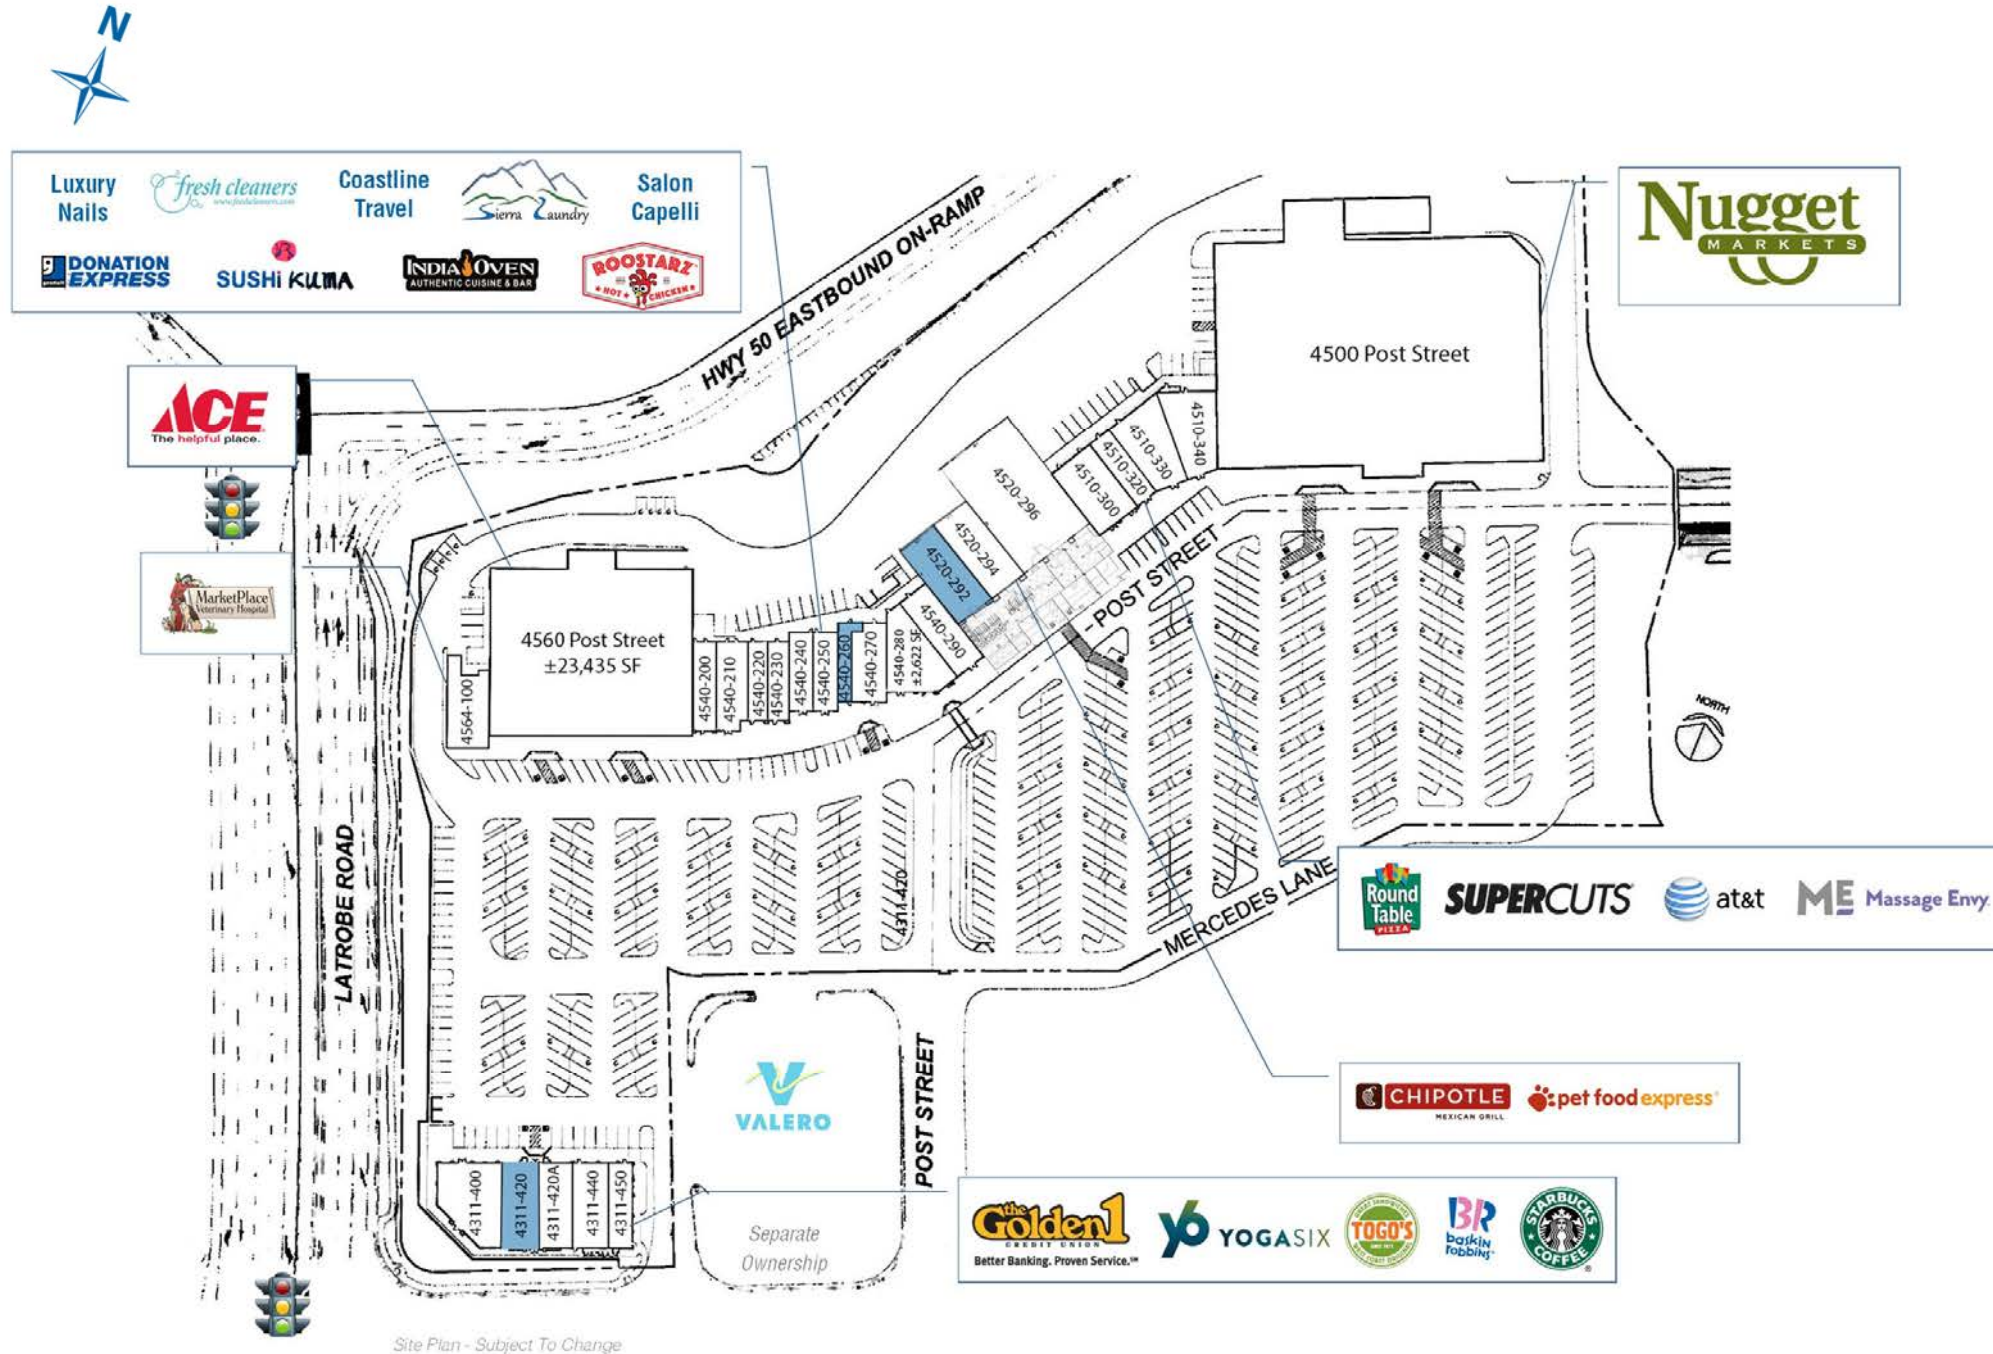 N
Luxury
Nails
fresh cleaners
Coastline
Travel
Sierra Laundry
Salon
Capelli
DONATION
EXPRESS
SUSHi KUMA
INDIA OVEN
AUTHENTIC CUISINE & BAR
ROOSTARZ
HOT CHICKEN
HWY 50 EASTBOUND ON-RAMP
Nugget
MARKETS
4500 Post Street
ACE
The helpful place.
MarketPlace
Veterinary Hospital
4560 Post Street
±23,435 SF
4564-100
4540-200
4540-210
4540-220
4540-230
4540-240
4540-250
4540-260
4540-270
4540-280
±2,622 SF
4540-290
4520-292
4520-294
4520-296
4510-300
4510-320
4510-330
4510-340
POST STREET
NORTH
LATROBE ROAD
4311-420
MERCEDES LANE
Round
Table
PIZZA
SUPERCUTS
at&t
ME Massage Envy
CHIPOTLE
MEXICAN GRILL
pet food express
VALERO
POST STREET
Separate
Ownership
4311-400
4311-420
4311-420A
4311-440
4311-450
the
Golden1
CREDIT UNION
Better Banking. Proven Service.℠
Y6 YOGASIX
TOGO'S
BR
baskin
robbins
STARBUCKS
COFFEE
Site Plan - Subject To Change